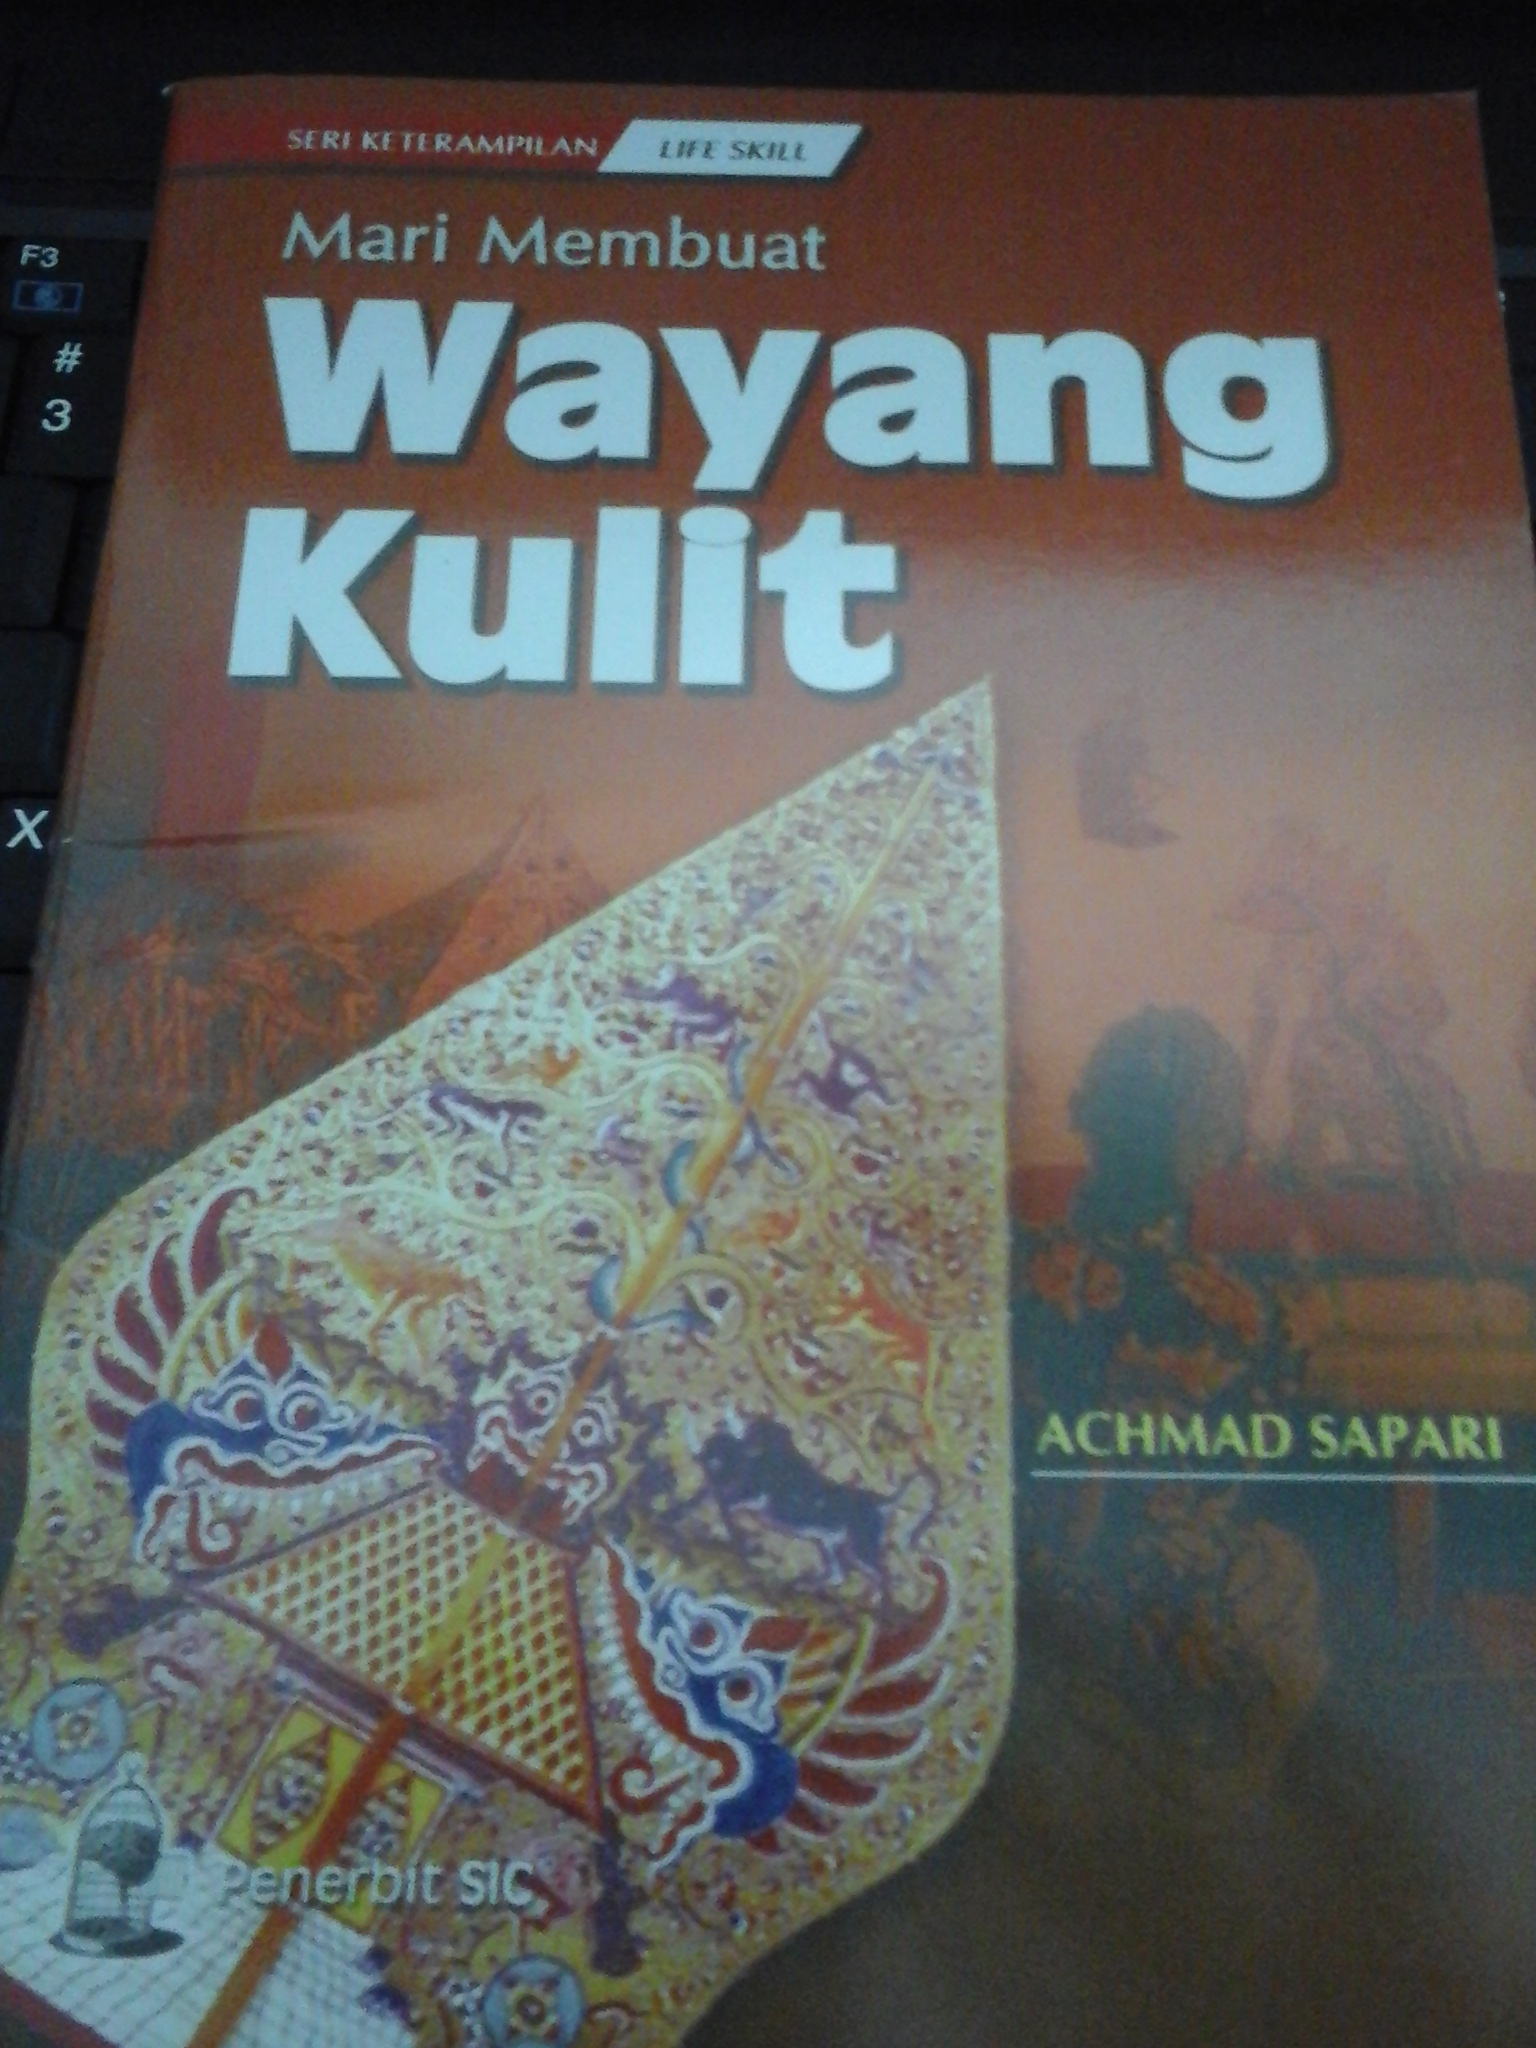 SERI KETERAMPILAN LIFE SKILL
Mari Membuat
Wayang
Kulit
ACHMAD SAPARI
Penerbit SIC
F3
#
3
X